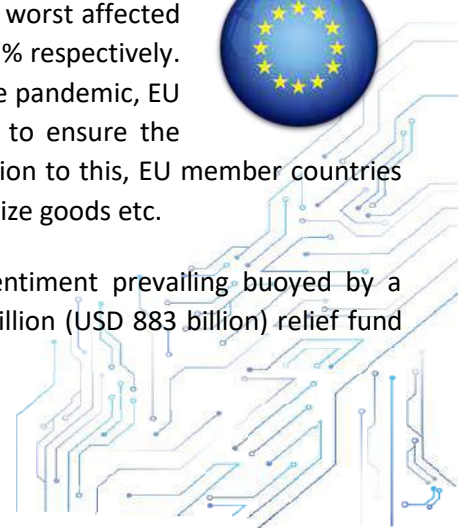 worst affected
% respectively.
e pandemic, EU
to ensure the
ion to this, EU member countries
ize goods etc.
entiment prevailing buoyed by a
illion (USD 883 billion) relief fund